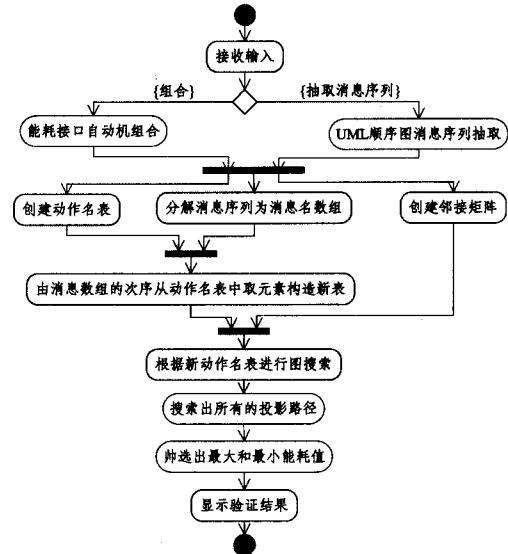 接收输入
{组合}
{抽取消息序列}
能耗接口自动机组合
UML顺序图消息序列抽取
创建动作名表
分解消息序列为消息名数组
创建邻接矩阵
由消息数组的次序从动作名表中取元素构造新表
根据新动作名表进行图搜索
搜索出所有的投影路径
帅选出最大和最小能耗值
显示验证结果